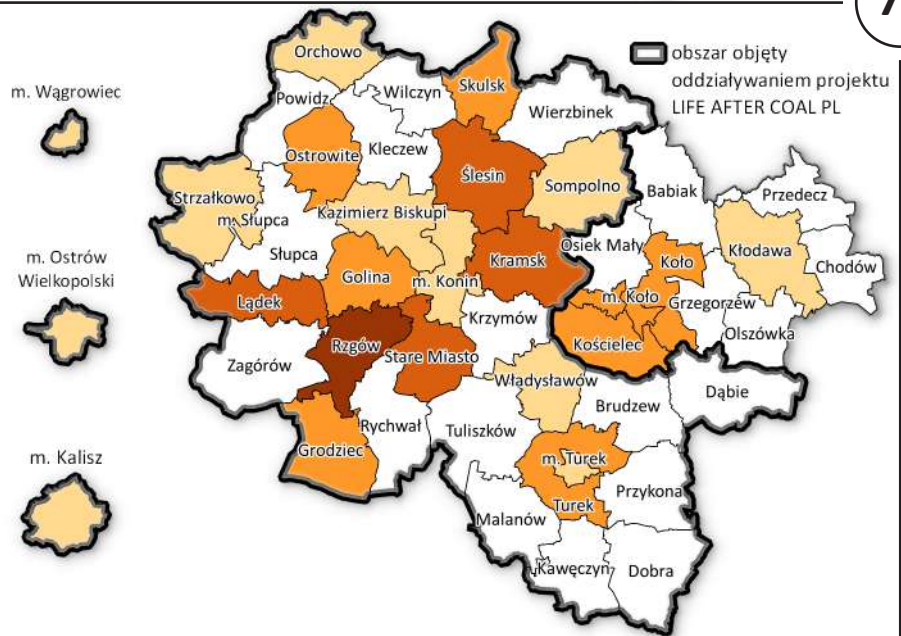 7
obszar objęty
oddziaływaniem projektu
LIFE AFTER COAL PL
m. Wągrowiec
m. Ostrów
Wielkopolski
m. Kalisz
Orchowo
Skulsk
Wilczyn
Powidz
Wierzbinek
Kleczew
Ostrowite
Ślesin
Sompolno
Babiak
Przedecz
Strzałkowo
m. Słupca
Kazimierz Biskupi
Słupca
Osiek Mały
Kłodawa
Chodów
Koło
Kramsk
Golina
m. Konin
m. Koło
Grzegorzew
Lądek
Krzymów
Olszówka
Kościelec
Rzgów
Stare Miasto
Zagórów
Władysławów
Dąbie
Brudzew
Rychwał
Tuliszków
Grodziec
m. Turek
Przykona
Turek
Malanów
Kawęczyn
Dobra